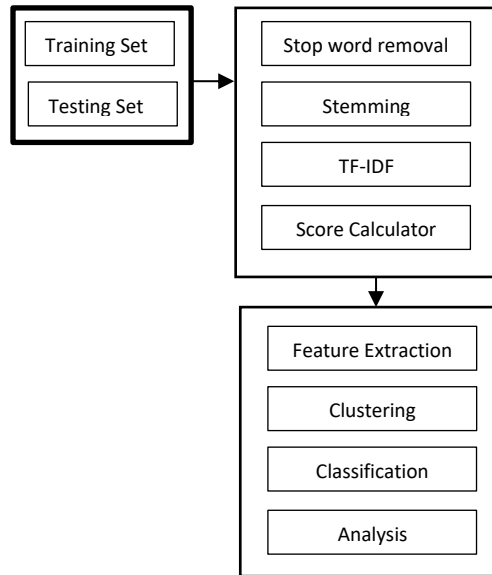 Training Set
Testing Set
Stop word removal
Stemming
TF-IDF
Score Calculator
Feature Extraction
Clustering
Classification
Analysis